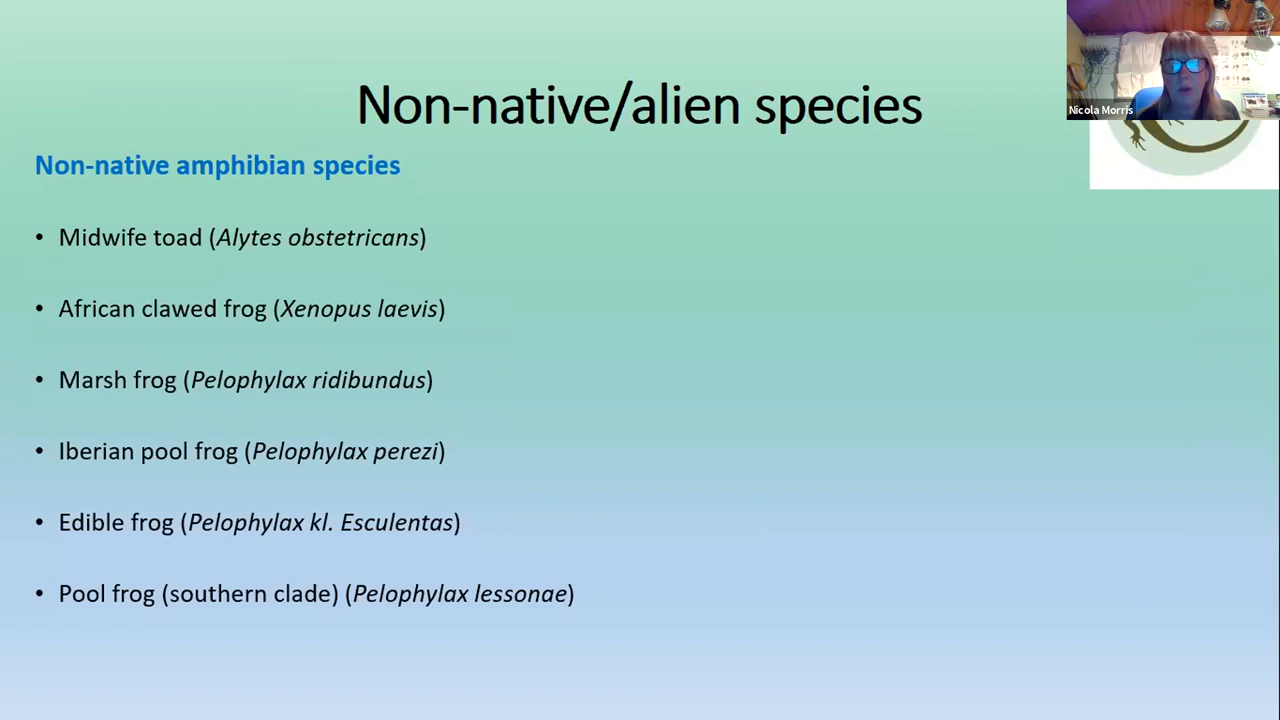 Non-native/alien species
Nicola Morris
Non-native amphibian species
• Midwife toad (Alytes obstetricans)
• African clawed frog (Xenopus laevis)
• Marsh frog (Pelophylax ridibundus)
• Iberian pool frog (Pelophylax perezi)
• Edible frog (Pelophylax kl. Esculentas)
• Pool frog (southern clade) (Pelophylax lessonae)